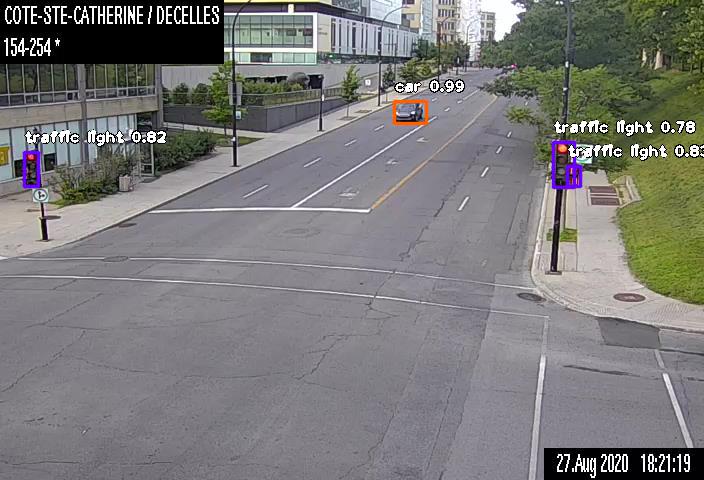 COTE-STE-CATHERINE / DECELLES
154-254 *
car 0.99
traffic light 0.82
traffic light 0.78
traffic light 0.83
27.Aug 2020 18:21:19